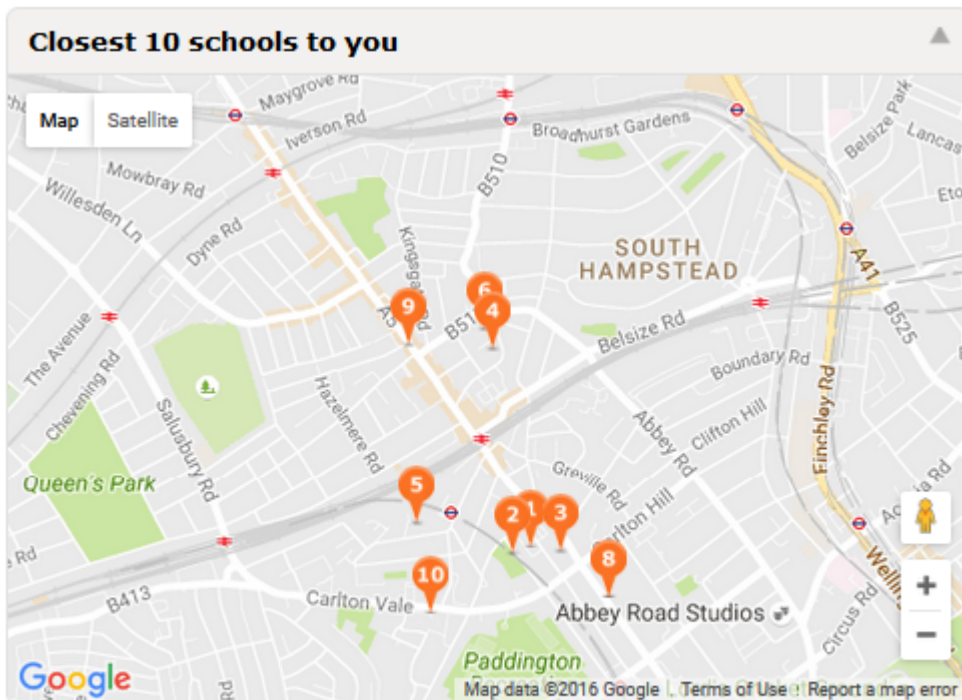 Closest 10 schools to you
Map
Satellite
Maygrove Rd
Iverson Rd
Broadhurst Gardens
Belsize Park
Mowbray Rd
Willesden Ln
B510
Dyne Rd
SOUTH
HAMPSTEAD
A41
B525
The Avenue
Chevening Rd
6
9
4
Belsize Rd
Boundary Rd
Salusbury Rd
Hazelmere Rd
Abbey Rd
Clifton Hill
Finchley Rd
Queen's Park
Greville Rd
Carlton Hill
5
2
1
3
8
10
B413
Carlton Vale
Abbey Road Studios
Circus Rd
+
−
Google
Paddington
Map data ©2016 Google
Terms of Use
Report a map error